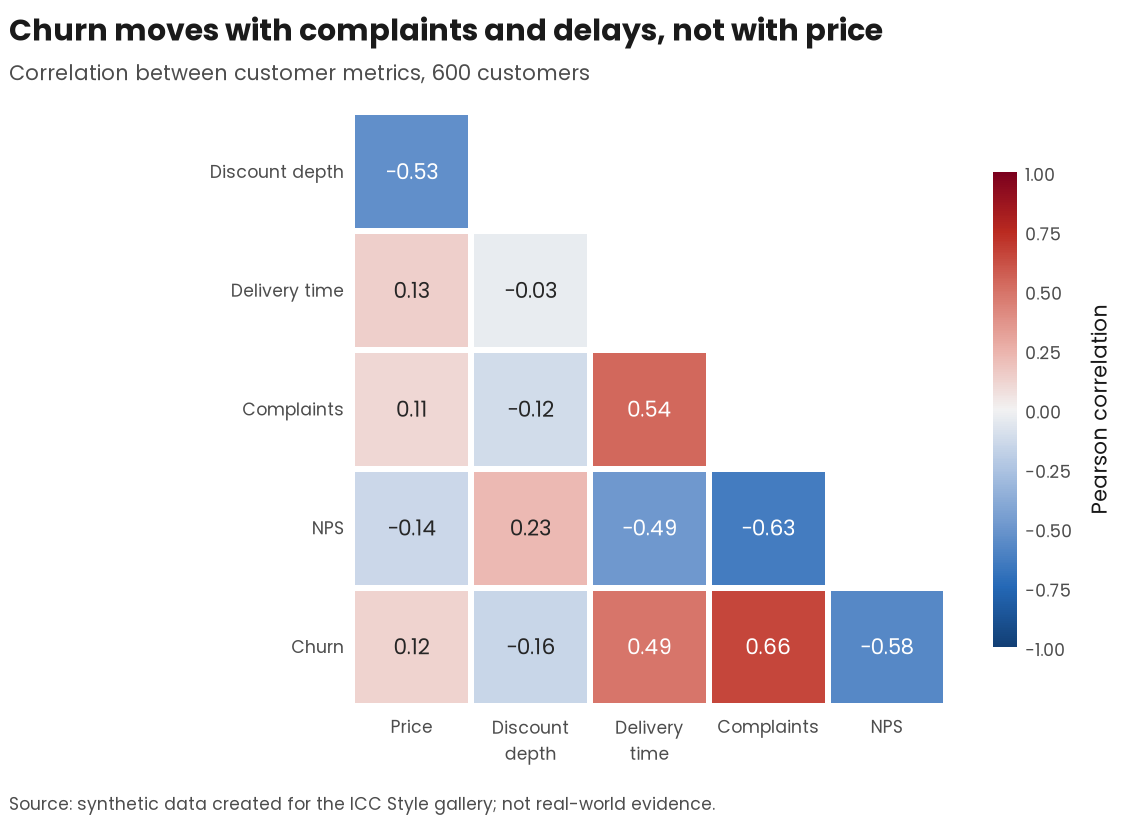 Churn moves with complaints and delays, not with price
Correlation between customer metrics, 600 customers
Discount depth
−0.53
Delivery time
0.13
−0.03
Complaints
0.11
−0.12
0.54
NPS
−0.14
0.23
−0.49
−0.63
Churn
0.12
−0.16
0.49
0.66
−0.58
Price
Discount
depth
Delivery
time
Complaints
NPS
1.00
0.75
0.50
0.25
0.00
−0.25
−0.50
−0.75
−1.00
Pearson correlation
Source: synthetic data created for the ICC Style gallery; not real-world evidence.